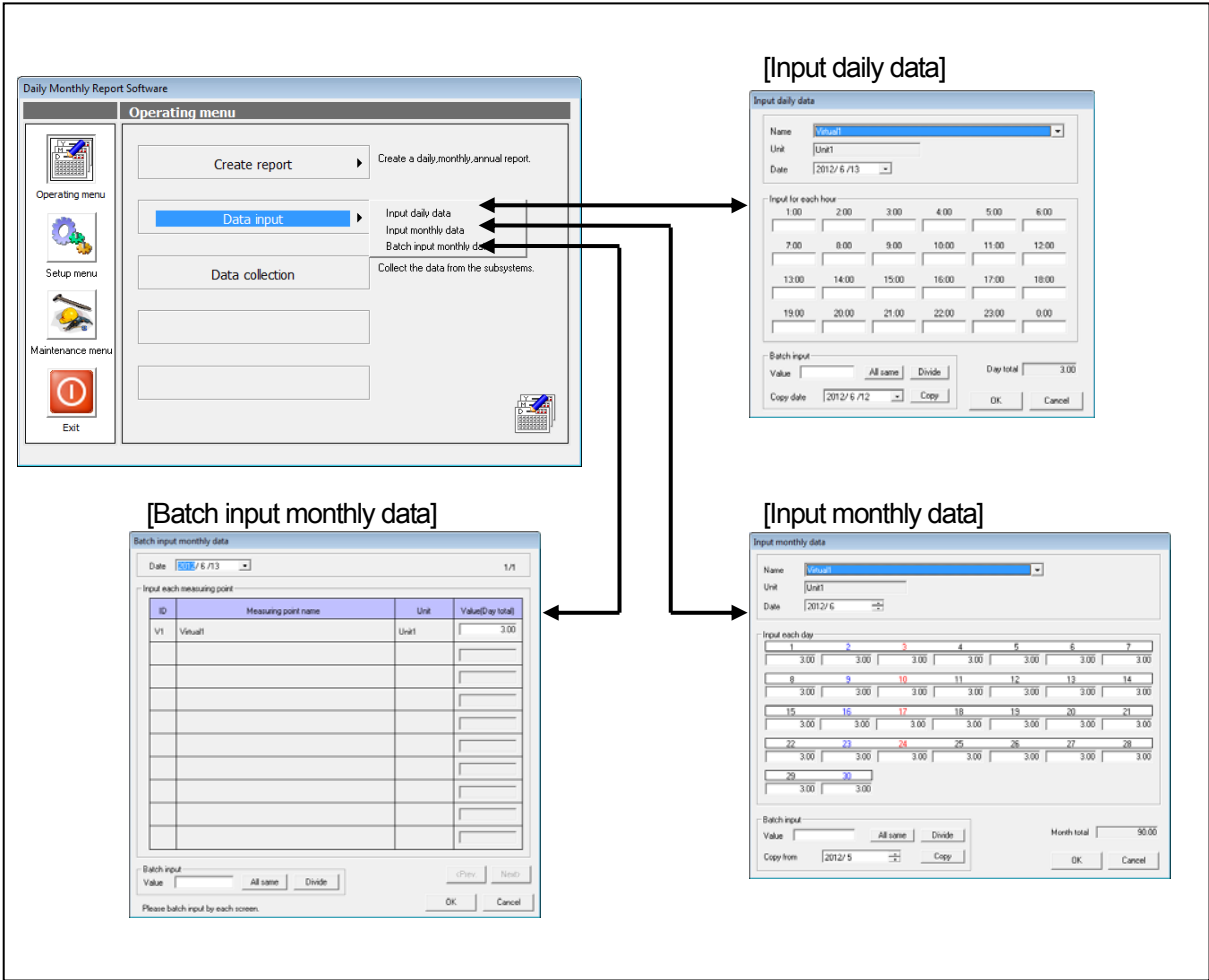 [Input daily data]
Daily Monthly Report Software
Operating menu
Operating menu
Setup menu
Maintenance menu
Exit
Create report
Create a daily,monthly,annual report.
Data input
Input daily data
Input monthly data
Batch input monthly
Data collection
Collect the data from the subsystems.
Input daily data
Name Virtual1
Unit Unit1
Date 2012/ 6 /13
Input for each hour
1:00 2:00 3:00 4:00 5:00 6:00
7:00 8:00 9:00 10:00 11:00 12:00
13:00 14:00 15:00 16:00 17:00 18:00
19:00 20:00 21:00 22:00 23:00 0:00
Batch input
Value All same Divide Day total 3.00
Copy date 2012/ 6 /12 Copy OK Cancel
[Batch input monthly data]
Batch input monthly data
Date 2012/ 6 /13 1/1
Input each measuring point
ID Measuring point name Unit Value(Day total)
V1 Virtual1 Unit1 3.00
Batch input
Value All same Divide <Prev Next>
Please batch input by each screen. OK Cancel
[Input monthly data]
Input monthly data
Name Virtual1
Unit Unit1
Date 2012/ 6
Input each day
1 2 3 4 5 6 7
3.00 3.00 3.00 3.00 3.00 3.00 3.00
8 9 10 11 12 13 14
3.00 3.00 3.00 3.00 3.00 3.00 3.00
15 16 17 18 19 20 21
3.00 3.00 3.00 3.00 3.00 3.00 3.00
22 23 24 25 26 27 28
3.00 3.00 3.00 3.00 3.00 3.00 3.00
29 30
3.00 3.00
Batch input
Value All same Divide Month total 90.00
Copy from 2012/ 5 Copy OK Cancel